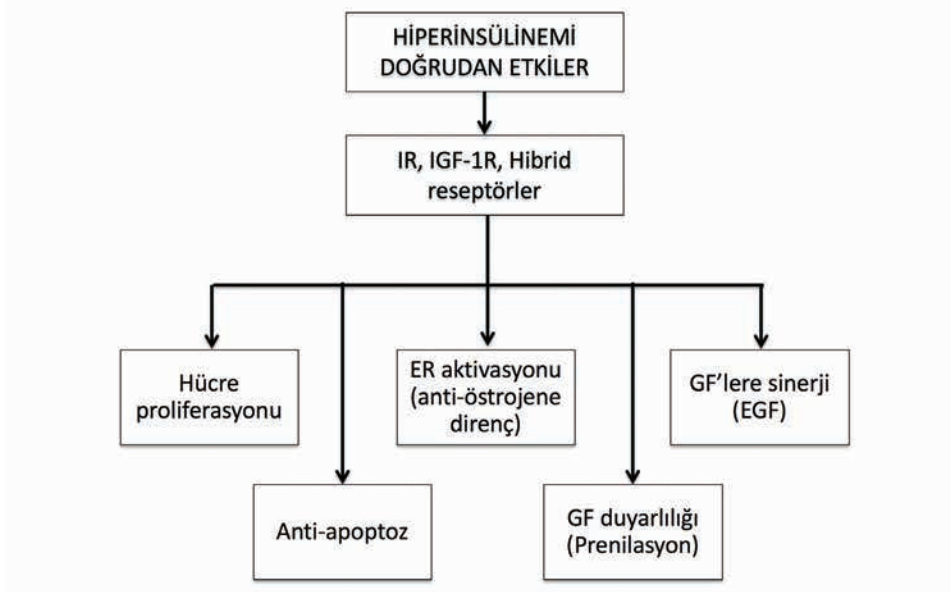 HİPERİNSÜLİNEMİ
DOĞRUDAN ETKİLER
IR, IGF-1R, Hibrid
reseptörler
Hücre
proliferasyonu
ER aktivasyonu
(anti-östrojene
direnç)
GF’lere sinerji
(EGF)
Anti-apoptoz
GF duyarlılığı
(Prenilasyon)